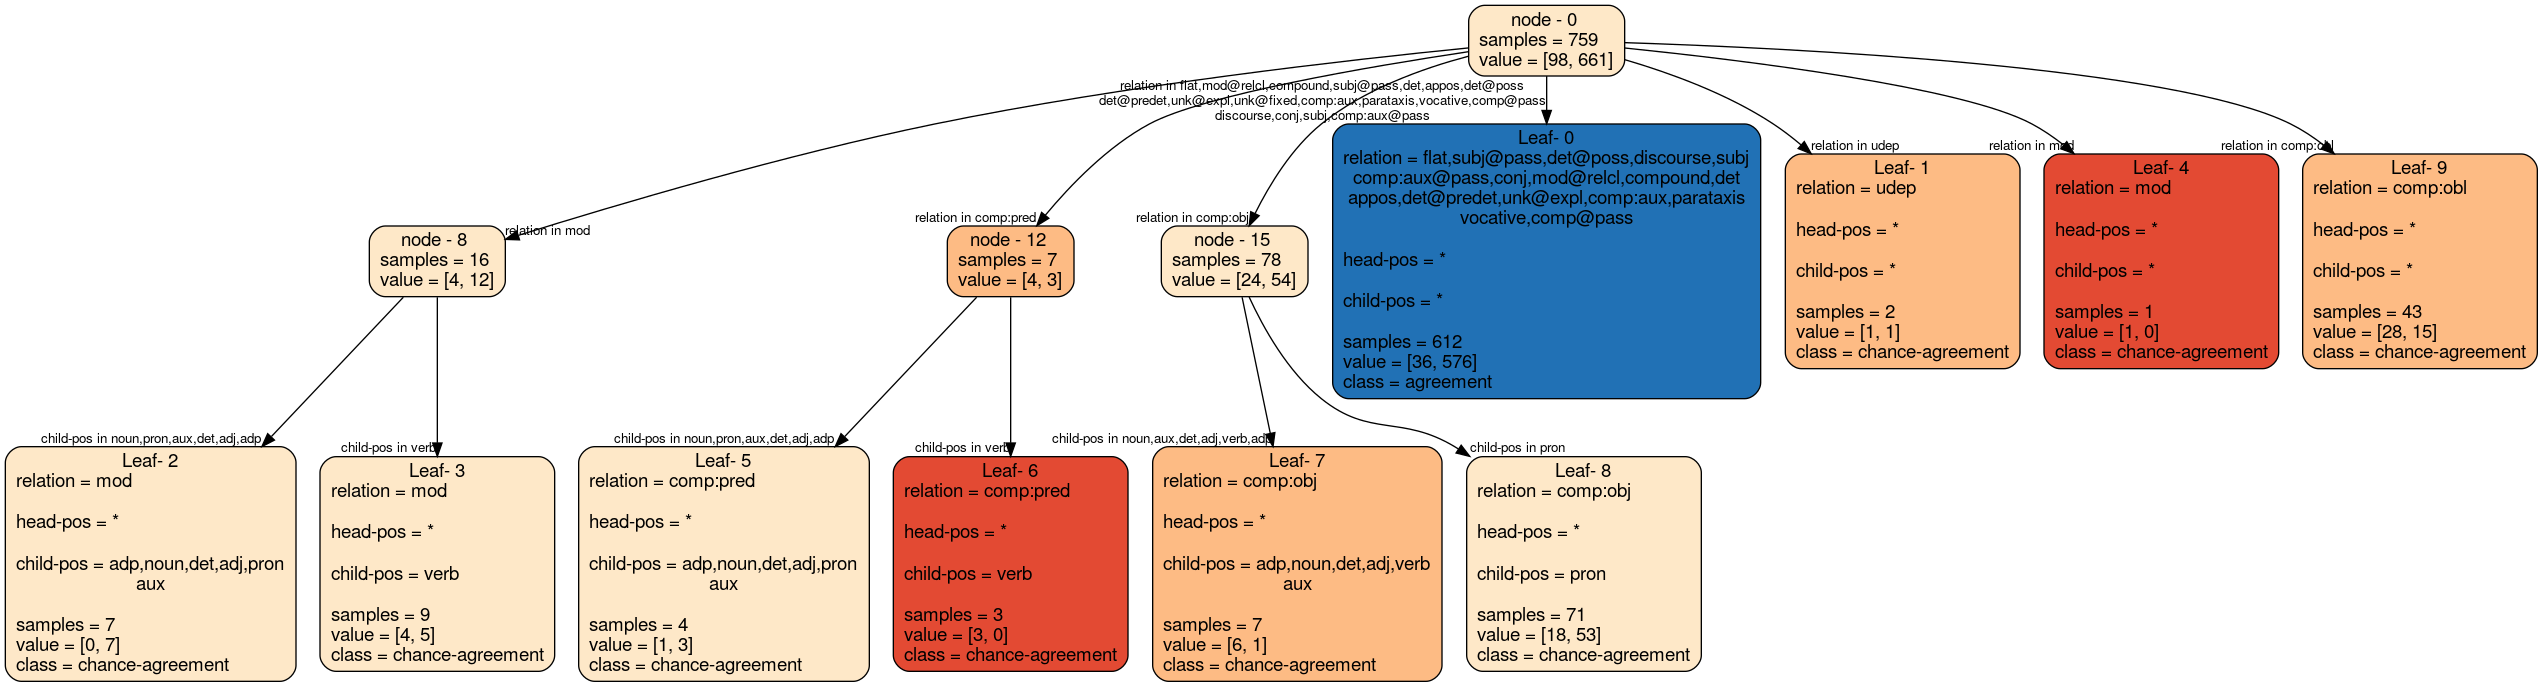 node - 0
samples = 759
value = [98, 661]
relation in flat,mod@relcl,compound,subj@pass,det,appos,det@poss
det@predet,unk@expl,unk@fixed,comp:aux,parataxis,vocative,comp@pass
discourse,conj,subj,comp:aux@pass
relation in mod
relation in comp:pred
relation in comp:obj
relation in udep
relation in mod
relation in comp:obl
node - 8
samples = 16
value = [4, 12]
node - 12
samples = 7
value = [4, 3]
node - 15
samples = 78
value = [24, 54]
Leaf- 0
relation = flat,subj@pass,det@poss,discourse,subj
comp:aux@pass,conj,mod@relcl,compound,det
appos,det@predet,unk@expl,comp:aux,parataxis
vocative,comp@pass
head-pos = *
child-pos = *
samples = 612
value = [36, 576]
class = agreement
Leaf- 1
relation = udep
head-pos = *
child-pos = *
samples = 2
value = [1, 1]
class = chance-agreement
Leaf- 4
relation = mod
head-pos = *
child-pos = *
samples = 1
value = [1, 0]
class = chance-agreement
Leaf- 9
relation = comp:obl
head-pos = *
child-pos = *
samples = 43
value = [28, 15]
class = chance-agreement
child-pos in noun,pron,aux,det,adj,adp
child-pos in verb
child-pos in noun,pron,aux,det,adj,adp
child-pos in verb
child-pos in noun,aux,det,adj,verb,adp
child-pos in pron
Leaf- 2
relation = mod
head-pos = *
child-pos = adp,noun,det,adj,pron
aux
samples = 7
value = [0, 7]
class = chance-agreement
Leaf- 3
relation = mod
head-pos = *
child-pos = verb
samples = 9
value = [4, 5]
class = chance-agreement
Leaf- 5
relation = comp:pred
head-pos = *
child-pos = adp,noun,det,adj,pron
aux
samples = 4
value = [1, 3]
class = chance-agreement
Leaf- 6
relation = comp:pred
head-pos = *
child-pos = verb
samples = 3
value = [3, 0]
class = chance-agreement
Leaf- 7
relation = comp:obj
head-pos = *
child-pos = adp,noun,det,adj,verb
aux
samples = 7
value = [6, 1]
class = chance-agreement
Leaf- 8
relation = comp:obj
head-pos = *
child-pos = pron
samples = 71
value = [18, 53]
class = chance-agreement